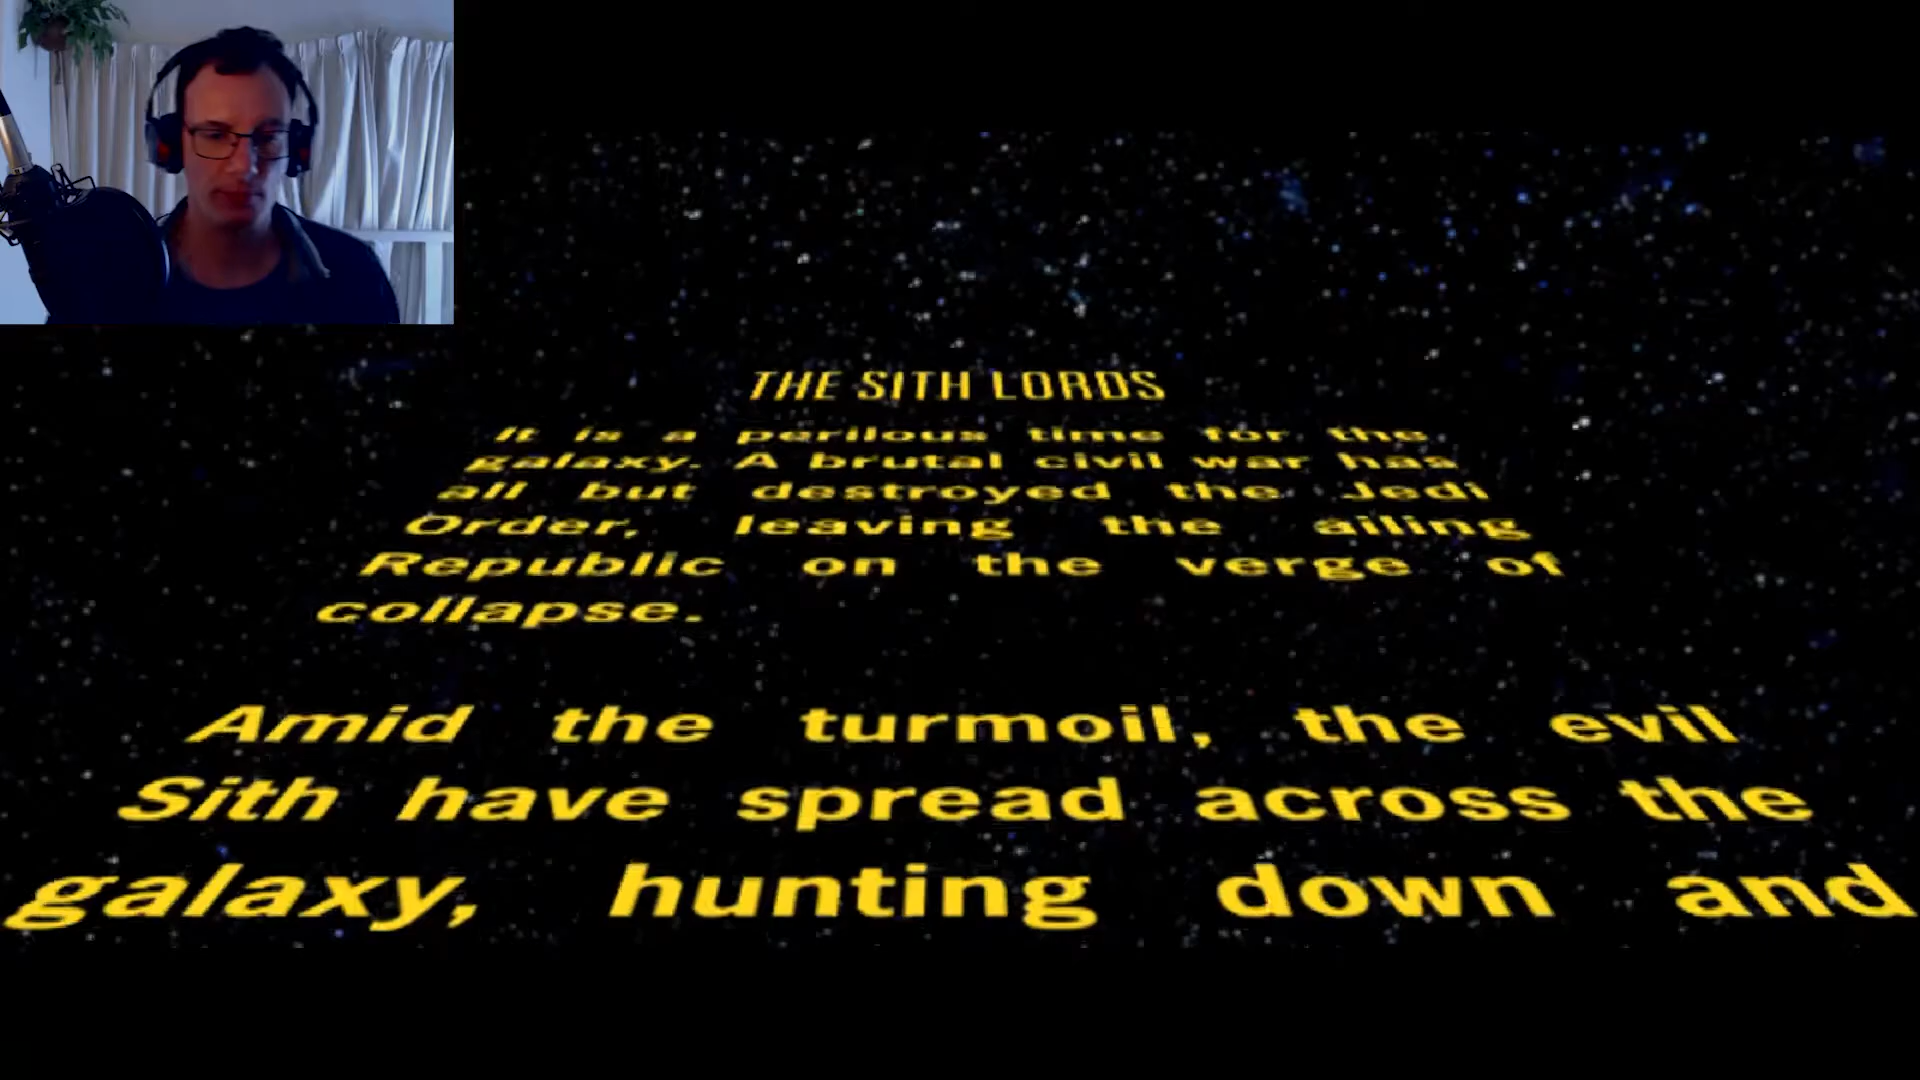 THE SITH LORDS
It is a perilous time for the
galaxy. A brutal civil war has
all but destroyed the Jedi
Order, leaving the ailing
Republic on the verge of
collapse.
Amid the turmoil, the evil
Sith have spread across the
galaxy, hunting down and